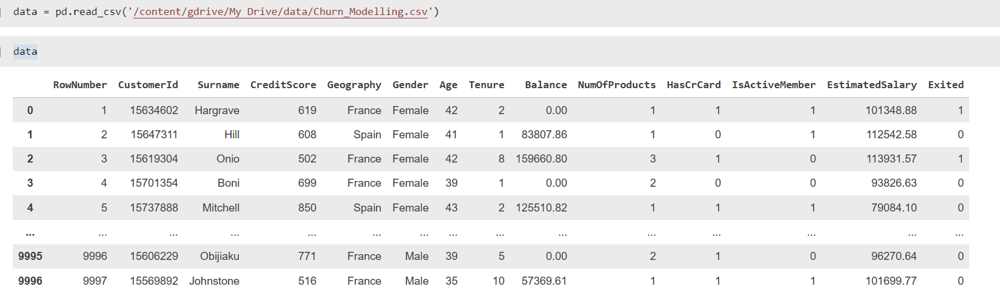 data = pd.read_csv('/content/gdrive/My Drive/data/Churn_Modelling.csv')
data
RowNumber CustomerId Surname CreditScore Geography Gender Age Tenure Balance NumOfProducts HasCrCard IsActiveMember EstimatedSalary Exited
0 1 15634602 Hargrave 619 France Female 42 2 0.00 1 1 1 101348.88 1
1 2 15647311 Hill 608 Spain Female 41 1 83807.86 1 0 1 112542.58 0
2 3 15619304 Onio 502 France Female 42 8 159660.80 3 1 0 113931.57 1
3 4 15701354 Boni 699 France Female 39 1 0.00 2 0 0 93826.63 0
4 5 15737888 Mitchell 850 Spain Female 43 2 125510.82 1 1 1 79084.10 0
... ... ... ... ... ... ... ... ... ... ... ... ... ... ...
9995 9996 15606229 Obijiaku 771 France Male 39 5 0.00 2 1 0 96270.64 0
9996 9997 15569892 Johnstone 516 France Male 35 10 57369.61 1 1 1 101699.77 0